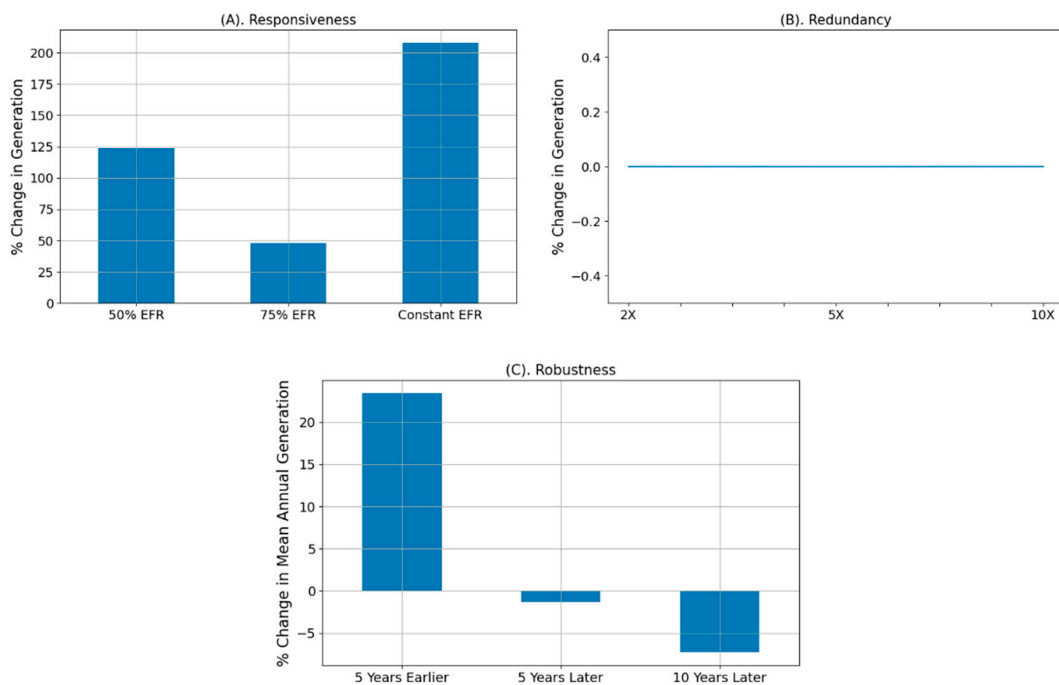 (A). Responsiveness
% Change in Generation
200
175
150
125
100
75
50
25
0
50% EFR
75% EFR
Constant EFR
(B). Redundancy
% Change in Generation
0.4
0.2
0.0
−0.2
−0.4
2X
5X
10X
(C). Robustness
% Change in Mean Annual Generation
20
15
10
5
0
−5
5 Years Earlier
5 Years Later
10 Years Later